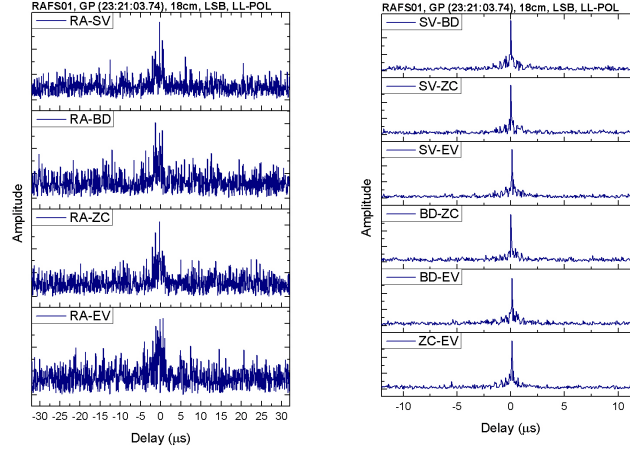 RAFS01, GP (23:21:03.74), 18cm, LSB, LL-POL
RA-SV
RA-BD
RA-ZC
RA-EV
Amplitude
-30 -25 -20 -15 -10 -5 0 5 10 15 20 25 30
Delay (µs)
RAFS01, GP (23:21:03.74), 18cm, LSB, LL-POL
SV-BD
SV-ZC
SV-EV
BD-ZC
BD-EV
ZC-EV
Amplitude
-10 -5 0 5 10
Delay (µs)